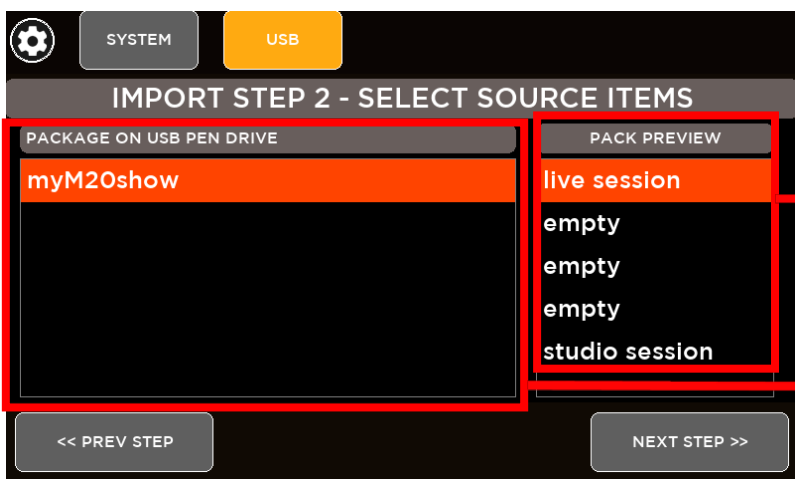 SYSTEM
USB
IMPORT STEP 2 - SELECT SOURCE ITEMS
PACKAGE ON USB PEN DRIVE
myM20show
PACK PREVIEW
live session
empty
empty
empty
studio session
<< PREV STEP
NEXT STEP >>